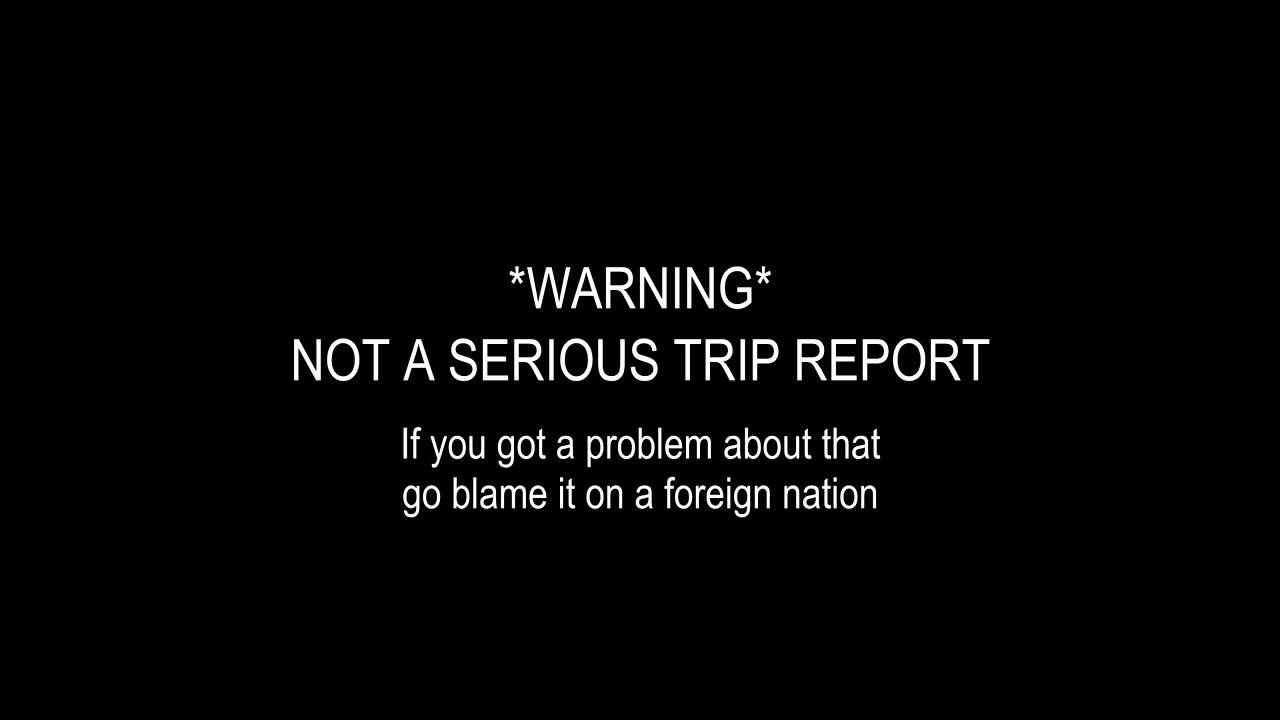 *WARNING*
NOT A SERIOUS TRIP REPORT
If you got a problem about that
go blame it on a foreign nation